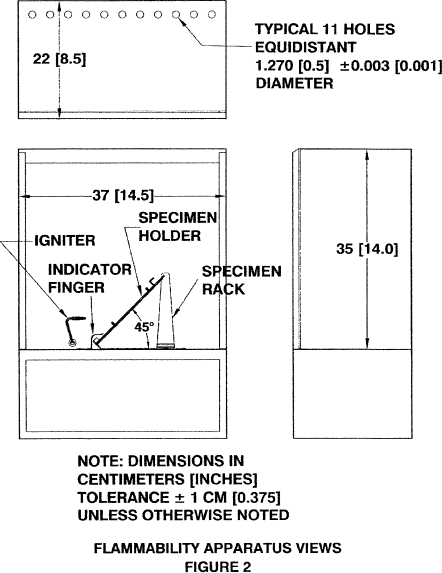 TYPICAL 11 HOLES
EQUIDISTANT
1.270 [0.5] ±0.003 [0.001]
DIAMETER
22 [8.5]
37 [14.5]
SPECIMEN
HOLDER
IGNITER
INDICATOR
FINGER
SPECIMEN
RACK
45°
35 [14.0]
NOTE: DIMENSIONS IN
CENTIMETERS [INCHES]
TOLERANCE ± 1 CM [0.375]
UNLESS OTHERWISE NOTED
FLAMMABILITY APPARATUS VIEWS
FIGURE 2